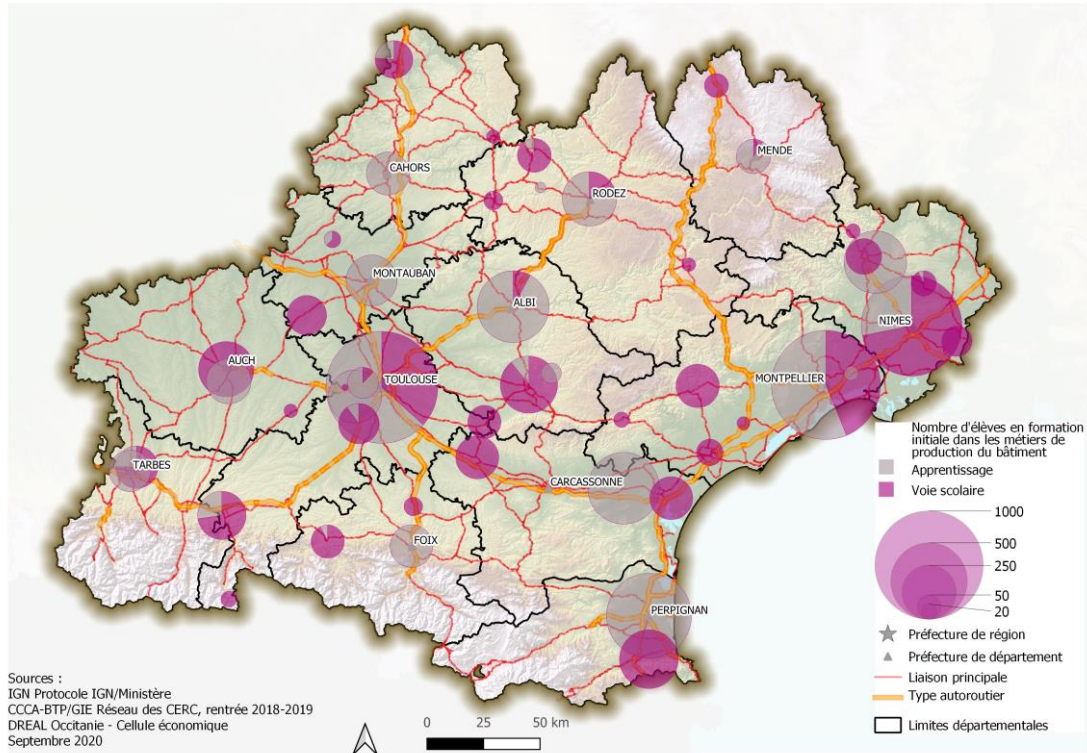 CAHORS
MENDE
RODEZ
MONTAUBAN
ALBI
NIMES
AUCH
TOULOUSE
MONTPELLIER
TARBES
CARCASSONNE
FOIX
PERPIGNAN
Nombre d'élèves en formation
initiale dans les métiers de
production du bâtiment
Apprentissage
Voie scolaire
1000
500
250
50
20
Préfecture de région
Préfecture de département
Liaison principale
Type autoroutier
Limites départementales
Sources :
IGN Protocole IGN/Ministère
CCCA-BTP/GIE Réseau des CERC, rentrée 2018-2019
DREAL Occitanie - Cellule économique
Septembre 2020
0 25 50 km